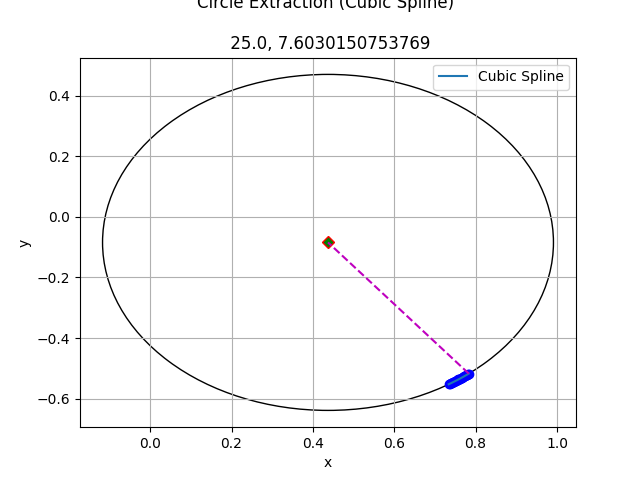 Circle Extraction (Cubic Spline)
25.0, 7.6030150753769
Cubic Spline
0.4
0.2
0.0
−0.2
−0.4
−0.6
y
0.0 0.2 0.4 0.6 0.8 1.0
x